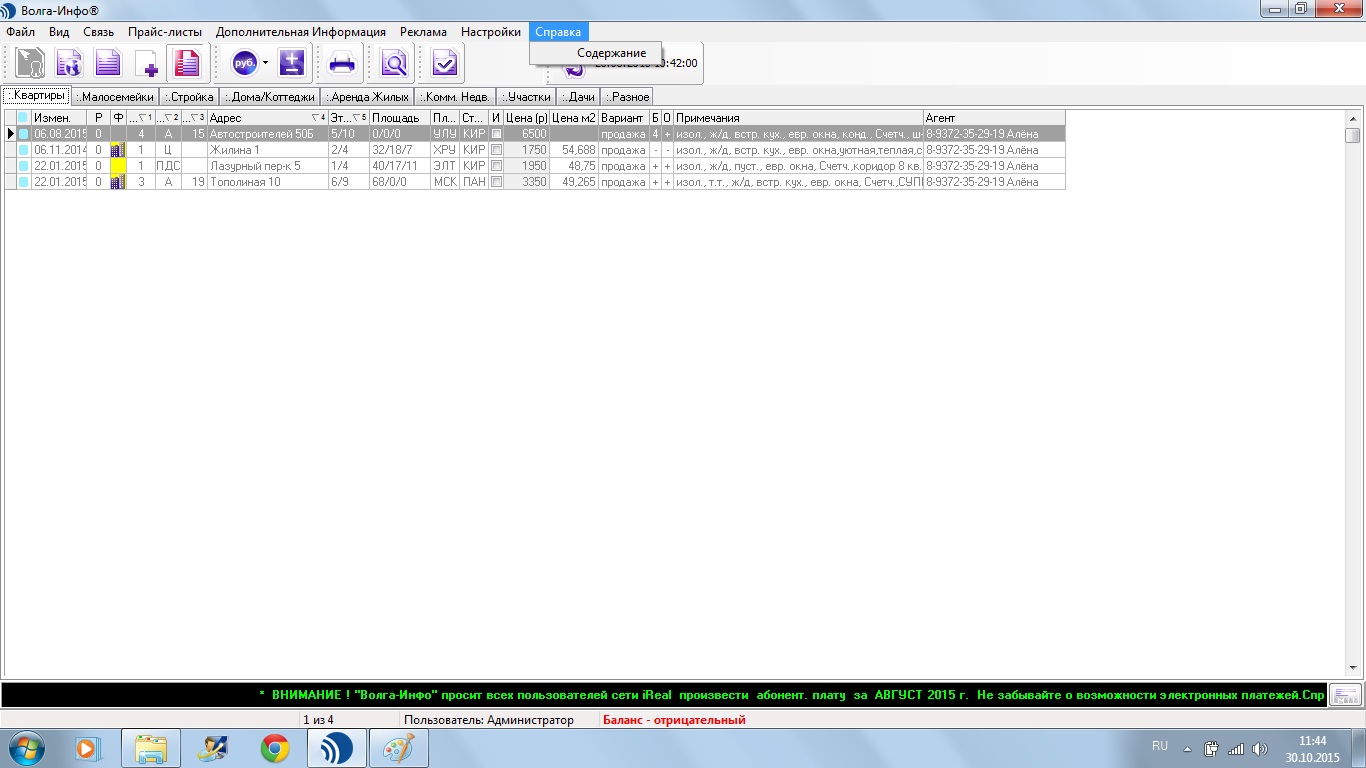 Волга-Инфо®
Файл Вид Связь Прайс-листы Дополнительная Информация Реклама Настройки Справка
Содержание
руб. :42:00
:.Квартиры :.Малосемейки :.Стройка :.Дома/Коттеджи :.Аренда Жилых :.Комм. Недв. :.Участки :.Дачи :.Разное
Измен. Р Ф ... 1 ... 2 ... 3 Адрес 4 Эт... 5 Площадь Пл... Ст... И Цена (р) Цена м2 Вариант Б О Примечания Агент
06.08.2015 0 4 А 15 Автостроителей 50Б 5/10 0/0/0 УЛУ КИР 6500 продажа 4 + изол., ж/д, встр. кух., евр. окна, конд., Счетч., ш- 8-9372-35-29-19 Алёна
06.11.2014 0 1 Ц Жилина 1 2/4 32/18/7 ХРУ КИР 1750 54,688 продажа - - изол., ж/д, встр. кух., евр. окна,уютная,теплая,с 8-9372-35-29-19 Алёна
22.01.2015 0 1 ПДС Лазурный пер-к 5 1/4 40/17/11 ЭЛТ КИР 1950 48,75 продажа + + изол., ж/д, пуст., евр. окна, Счетч.,коридор 8 кв. 8-9372-35-29-19 Алёна
22.01.2015 0 3 А 19 Тополиная 10 6/9 68/0/0 МСК ПАН 3350 49,265 продажа + + изол., т.т., ж/д, встр. кух., евр. окна, Счетч.,СУП 8-9372-35-29-19 Алёна
* ВНИМАНИЕ ! "Волга-Инфо" просит всех пользователей сети iReal произвести абонент. плату за АВГУСТ 2015 г. Не забывайте о возможности электронных платежей.Спр
1 из 4 Пользователь: Администратор Баланс - отрицательный
RU 11:44
30.10.2015